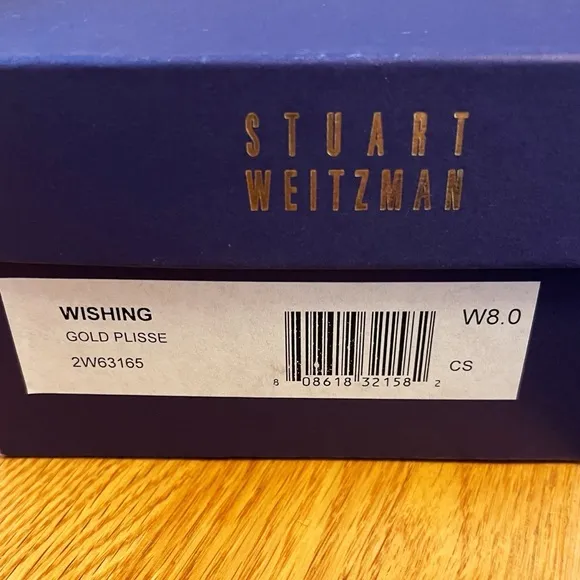 STUART
WEITZMAN
WISHING
GOLD PLISSE
2W63165
8 08618 32158 2
W8.0
CS